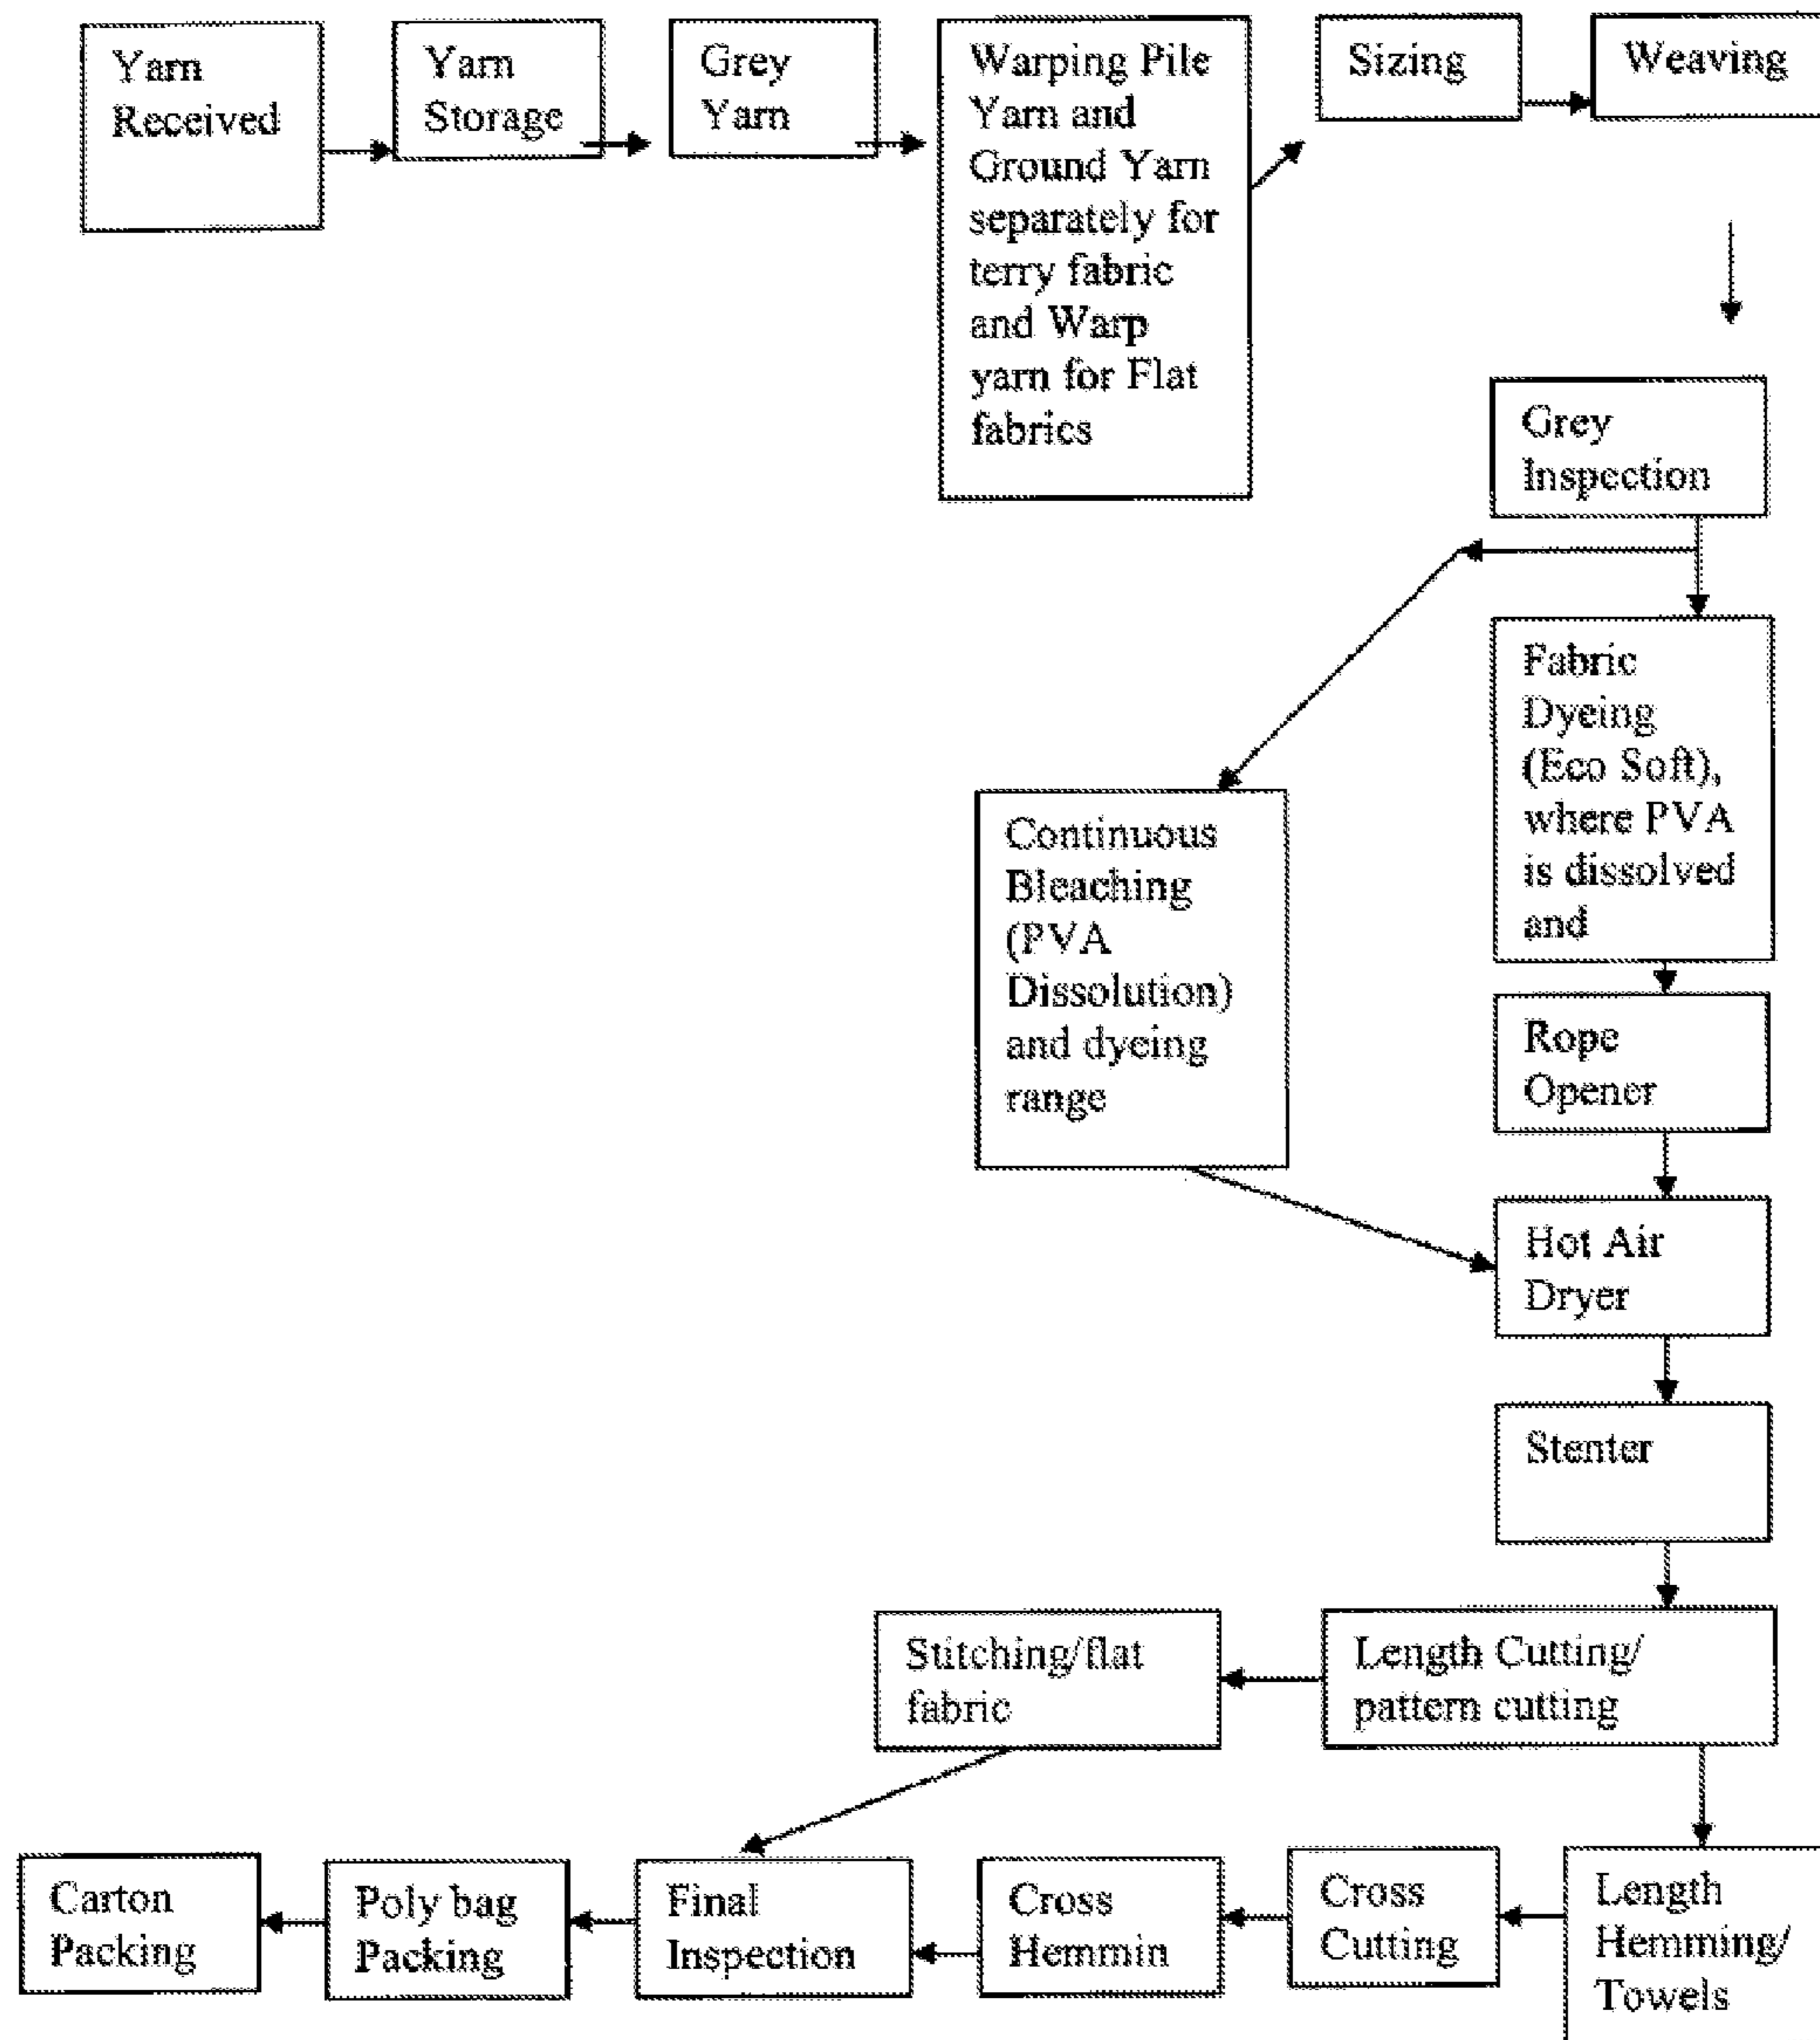 Yarn
Received
Yarn
Storage
Grey
Yarn
Warping Pile
Yarn and
Ground Yarn
separately for
terry fabric
and Warp
yarn for Flat
fabrics
Sizing
Weaving
Grey
Inspection
Fabric
Dyeing
(Eco Soft),
where PVA
is dissolved
and
Continuous
Bleaching
(PVA
Dissolution)
and dyeing
range
Rope
Opener
Hot Air
Dryer
Stenter
Length Cutting/
pattern cutting
Stitching/flat
fabric
Length
Hemming/
Towels
Cross
Cutting
Cross
Hemmin
Final
Inspection
Poly bag
Packing
Carton
Packing